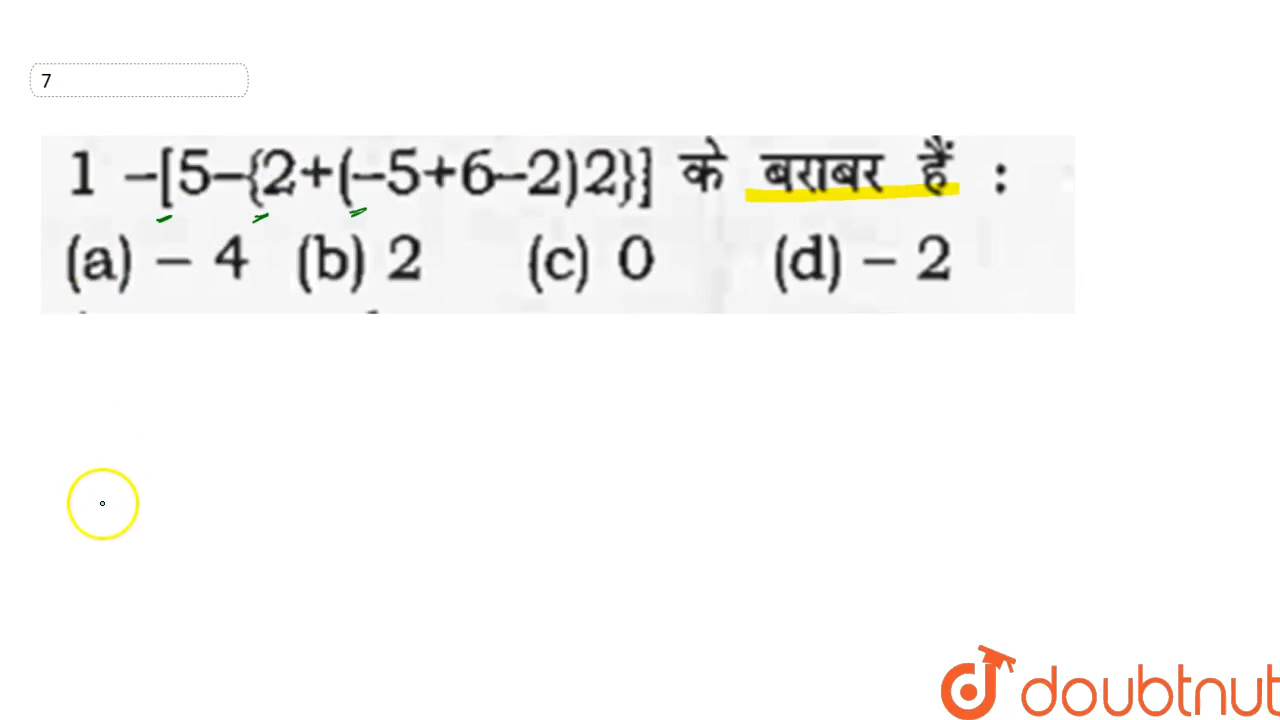 7
1 –[5–{2+(–5+6–2)2}] के बराबर हैं :
(a) – 4 (b) 2 (c) 0 (d) – 2
doubtnut